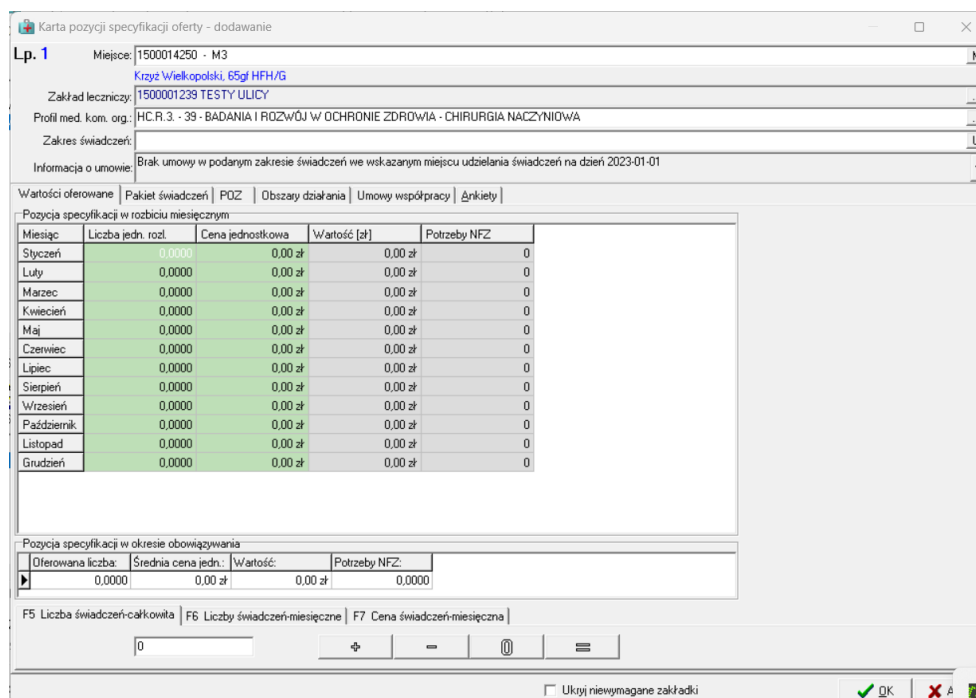 Karta pozycji specyfikacji oferty - dodawanie
Lp. 1 Miejsce: 1500014250 - M3
Krzyż Wielkopolski, 65gf HFH/G
Zakład leczniczy: 1500001239 TESTY ULICY
Profil med. kom. org.: HC.R.3. - 39 - BADANIA I ROZWÓJ W OCHRONIE ZDROWIA - CHIRURGIA NACZYNIOWA
Zakres świadczeń:
Informacja o umowie: Brak umowy w podanym zakresie świadczeń we wskazanym miejscu udzielania świadczeń na dzień 2023-01-01
Wartości oferowane Pakiet świadczeń POZ Obszary działania Umowy współpracy Ankiety
Pozycja specyfikacji w rozbiciu miesięcznym
Miesiąc Liczba jedn. rozl. Cena jednostkowa Wartość [zł] Potrzeby NFZ
Styczeń 0,0000 0,00 zł 0,00 zł 0
Luty 0,0000 0,00 zł 0,00 zł 0
Marzec 0,0000 0,00 zł 0,00 zł 0
Kwiecień 0,0000 0,00 zł 0,00 zł 0
Maj 0,0000 0,00 zł 0,00 zł 0
Czerwiec 0,0000 0,00 zł 0,00 zł 0
Lipiec 0,0000 0,00 zł 0,00 zł 0
Sierpień 0,0000 0,00 zł 0,00 zł 0
Wrzesień 0,0000 0,00 zł 0,00 zł 0
Październik 0,0000 0,00 zł 0,00 zł 0
Listopad 0,0000 0,00 zł 0,00 zł 0
Grudzień 0,0000 0,00 zł 0,00 zł 0
Pozycja specyfikacji w okresie obowiązywania
Oferowana liczba: Średnia cena jedn.: Wartość: Potrzeby NFZ:
0,0000 0,00 zł 0,00 zł 0,0000
F5 Liczba świadczeń-całkowita F6 Liczby świadczeń-miesięczne F7 Cena świadczeń-miesięczna
0 + - 0 =
Ukryj niewymagane zakładki OK